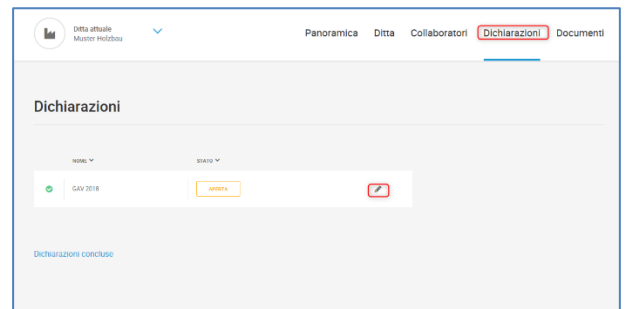 Ditta attuale
Muster Holzbau
Panoramica Ditta Collaboratori Dichiarazioni Documenti
Dichiarazioni
NOME STATO
GAV 2018 APERTA
Dichiarazioni concluse